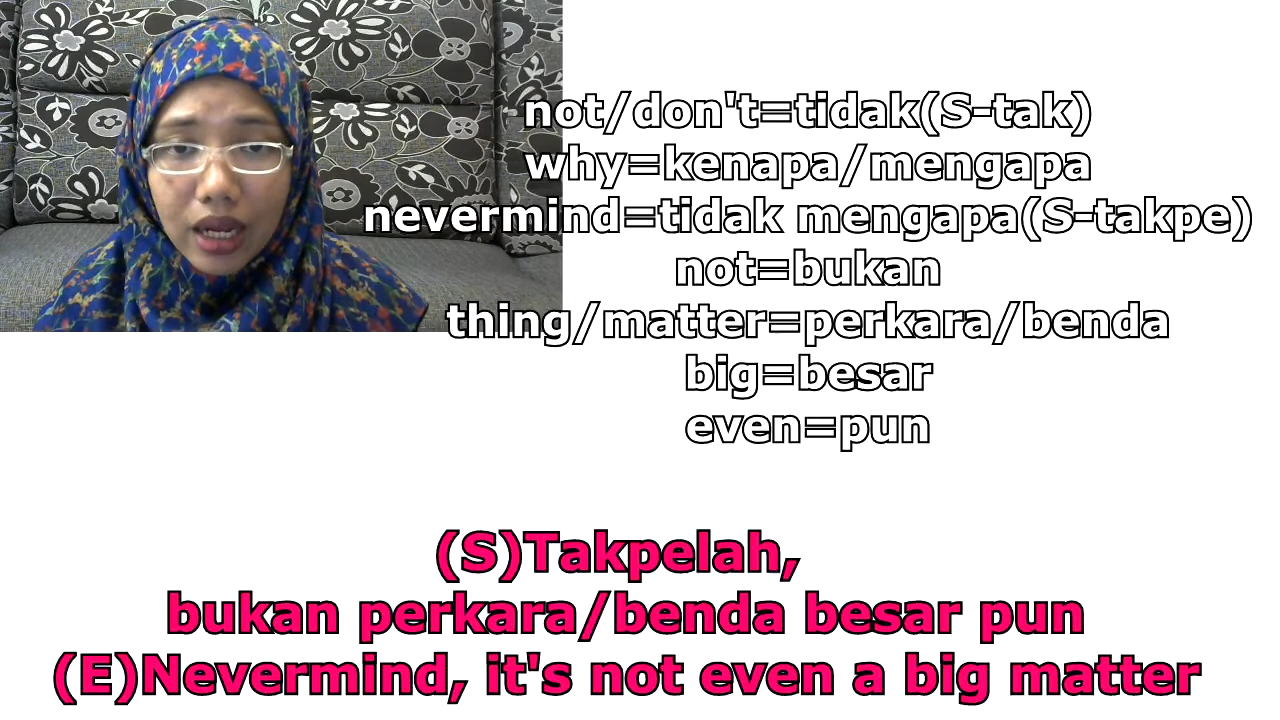 not/don't=tidak(S-tak)
why=kenapa/mengapa
nevermind=tidak mengapa(S-takpe)
not=bukan
thing/matter=perkara/benda
big=besar
even=pun
(S)Takpelah,
bukan perkara/benda besar pun
(E)Nevermind, it's not even a big matter